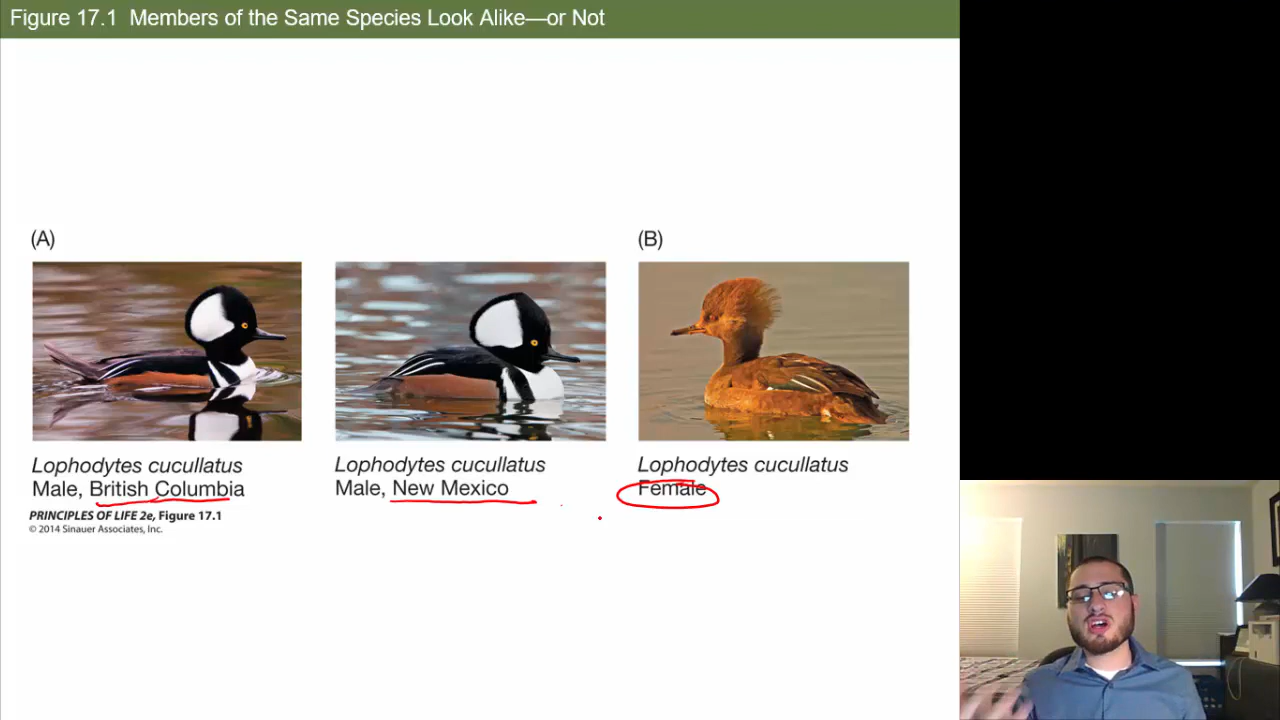 Figure 17.1 Members of the Same Species Look Alike—or Not
(A)
(B)
Lophodytes cucullatus
Male, British Columbia
Lophodytes cucullatus
Male, New Mexico
Lophodytes cucullatus
Female
PRINCIPLES OF LIFE 2e, Figure 17.1
© 2014 Sinauer Associates, Inc.